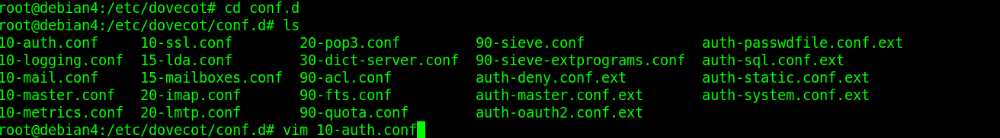 root@debian4:/etc/dovecot# cd conf.d
root@debian4:/etc/dovecot/conf.d# ls
10-auth.conf 10-ssl.conf 20-pop3.conf 90-sieve.conf auth-passwdfile.conf.ext
10-logging.conf 15-lda.conf 30-dict-server.conf 90-sieve-extprograms.conf auth-sql.conf.ext
10-mail.conf 15-mailboxes.conf 90-acl.conf auth-deny.conf.ext auth-static.conf.ext
10-master.conf 20-imap.conf 90-fts.conf auth-master.conf.ext auth-system.conf.ext
10-metrics.conf 20-lmtp.conf 90-quota.conf auth-oauth2.conf.ext
root@debian4:/etc/dovecot/conf.d# vim 10-auth.conf